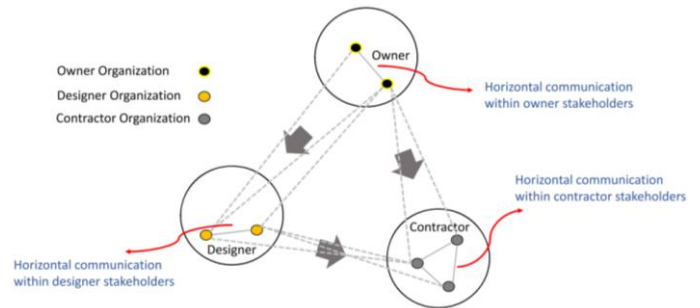 Owner
Owner Organization
Designer Organization
Contractor Organization
Horizontal communication
within owner stakeholders
Horizontal communication
within contractor stakeholders
Contractor
Designer
Horizontal communication
within designer stakeholders